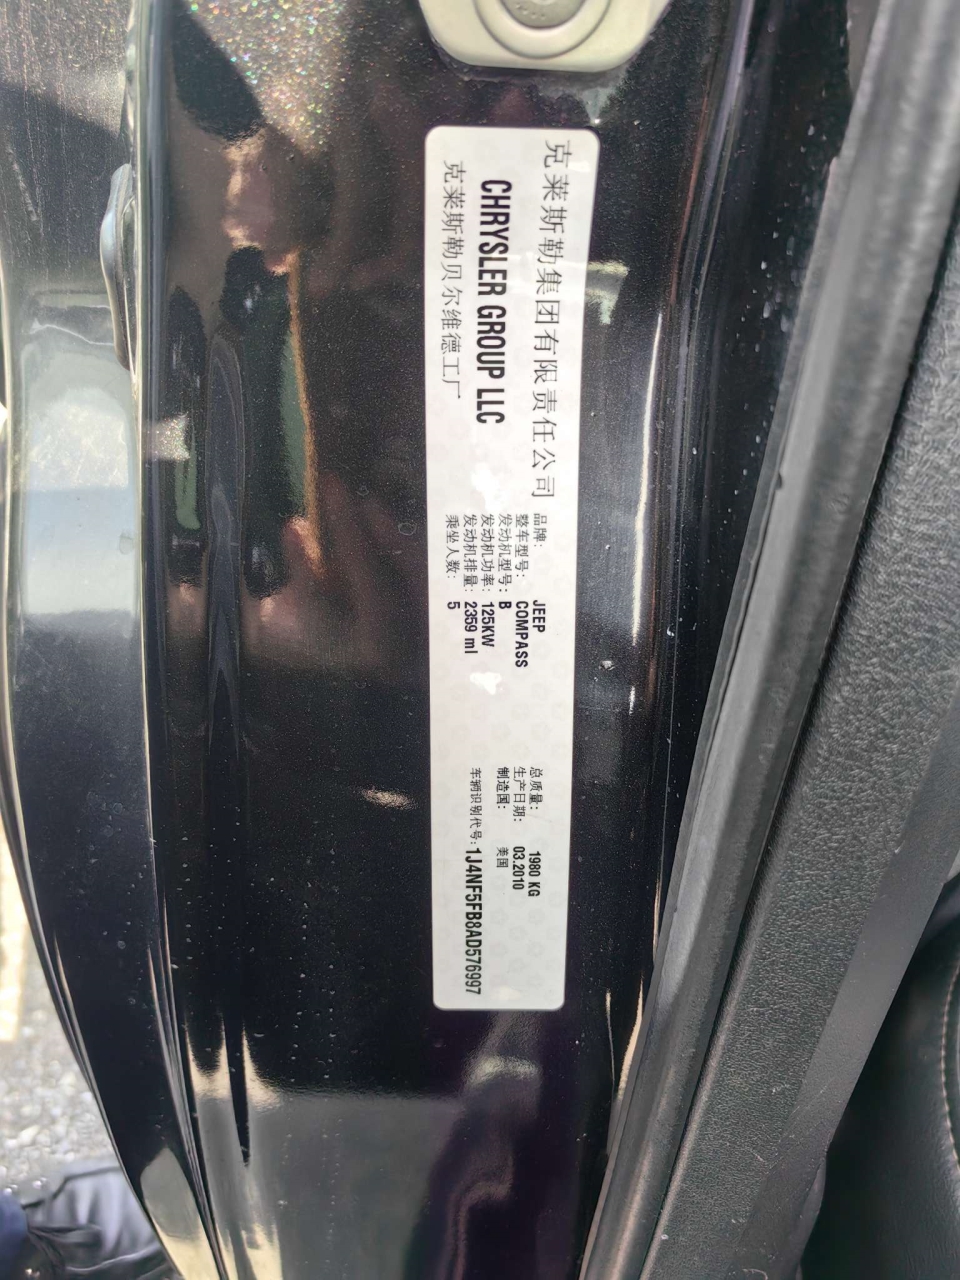 克莱斯勒集团有限责任公司
CHRYSLER GROUP LLC
克莱斯勒贝尔维德工厂
品牌: JEEP
整车型号: COMPASS
发动机型号: B
发动机功率: 125KW
发动机排量: 2359 ml
乘坐人数: 5
总质量: 1980 KG
生产日期: 03.2010
制造国: 美国
车辆识别代号: 1J4NF5FB8AD576997